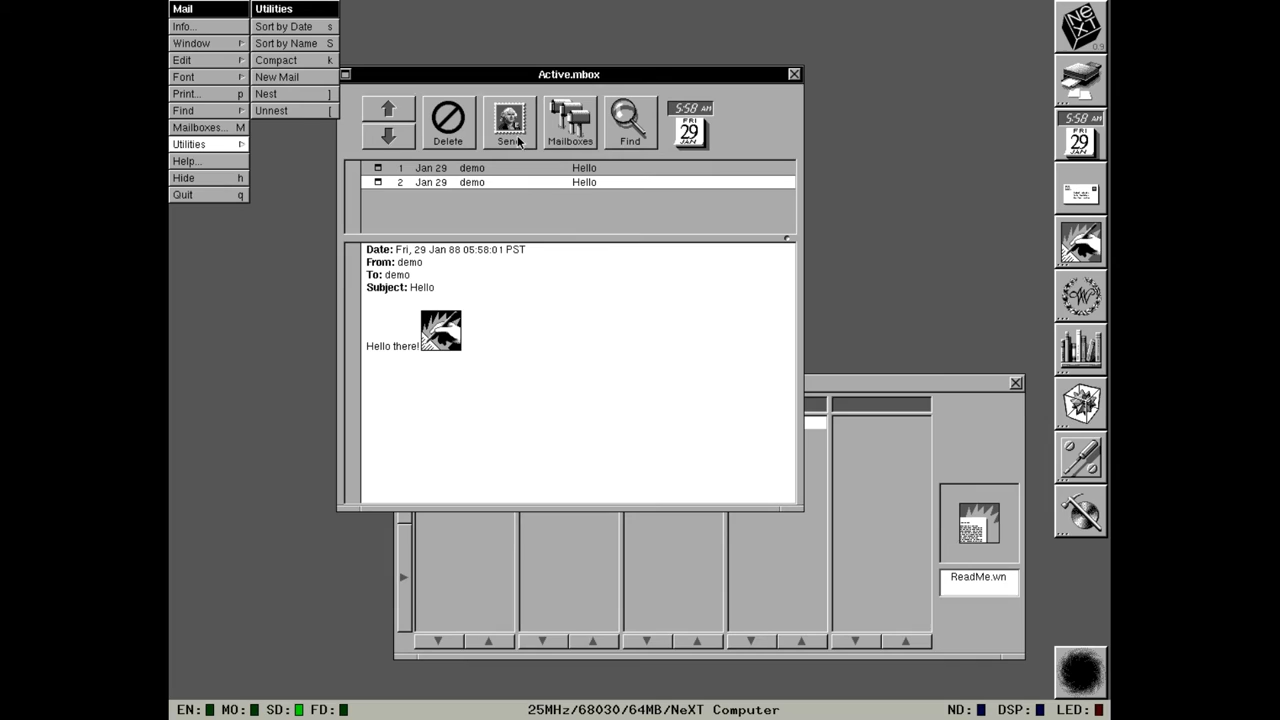 Mail
Info...
Window
Edit
Font
Print... p
Find
Mailboxes... M
Utilities
Help...
Hide h
Quit q
Utilities
Sort by Date s
Sort by Name S
Compact k
New Mail
Nest ]
Unnest [
Active.mbox
Delete
Send
Mailboxes
Find
5:58 AM
FRI
29
JAN
1 Jan 29 demo Hello
2 Jan 29 demo Hello
Date: Fri, 29 Jan 88 05:58:01 PST
From: demo
To: demo
Subject: Hello
Hello there!
ReadMe.wn
NeXT
0.9
5:58 AM
FRI
29
JAN
EN: MO: SD: FD: 25MHz/68030/64MB/NeXT Computer ND: DSP: LED: